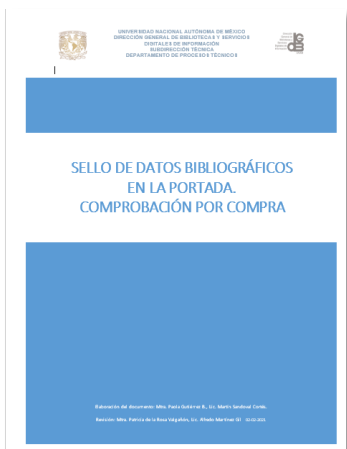 UNIVERSIDAD NACIONAL AUTÓNOMA DE MÉXICO
DIRECCIÓN GENERAL DE BIBLIOTECAS Y SERVICIOS
DIGITALES DE INFORMACIÓN
SUBDIRECCIÓN TÉCNICA
DEPARTAMENTO DE PROCESOS TÉCNICOS
SELLO DE DATOS BIBLIOGRÁFICOS
EN LA PORTADA.
COMPROBACIÓN POR COMPRA
Elaboración del documento: Mtra. Paula Gutiérrez B., Lic. Martín Sandoval Cortés.
Revisión: Mtra. Patricia de la Rosa Valgañón, Lic. Alfredo Martínez Gil